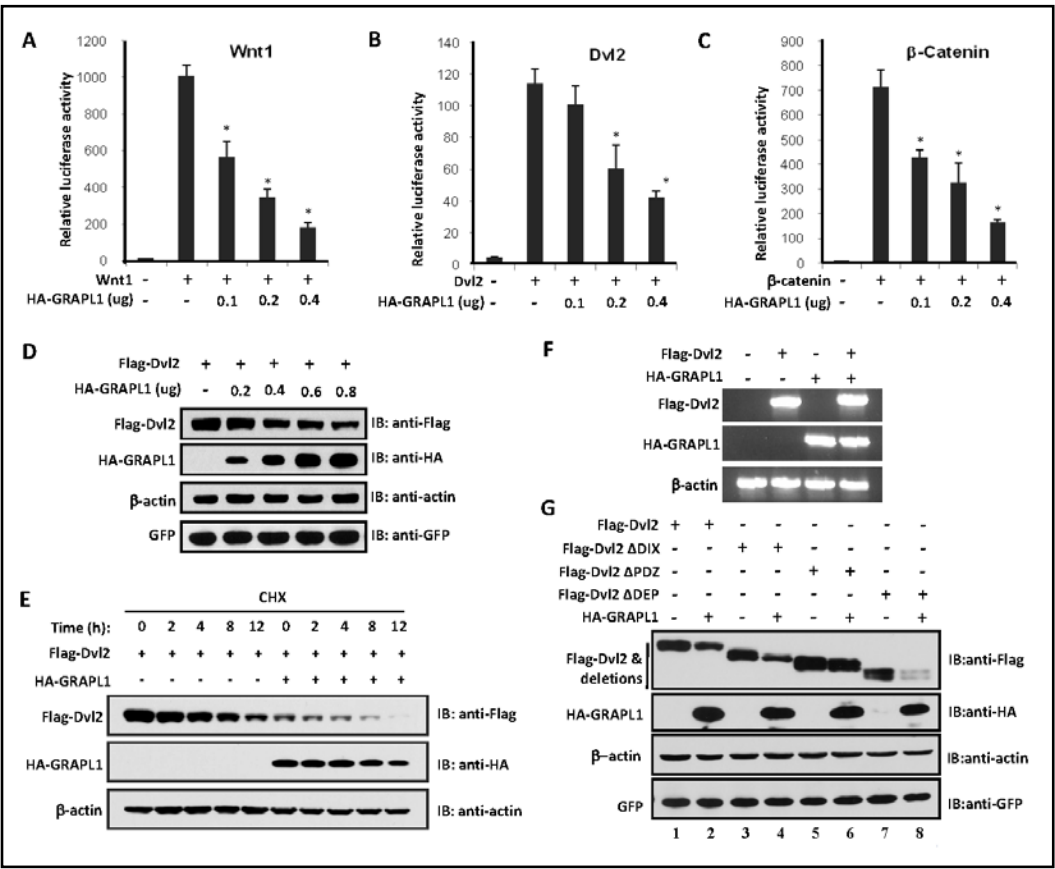 A
Wnt1
Relative luciferase activity
1200
1000
800
600
400
200
0
* * *
Wnt1 - + + + +
HA-GRAPL1 (ug) - - 0.1 0.2 0.4
B
Dvl2
Relative luciferase activity
140
120
100
80
60
40
20
0
* *
Dvl2 - + + + +
HA-GRAPL1 (ug) - - 0.1 0.2 0.4
C
β-Catenin
Relative luciferase activity
900
800
700
600
500
400
300
200
100
0
* * *
β-catenin - + + + +
HA-GRAPL1 (ug) - - 0.1 0.2 0.4
D
Flag-Dvl2 + + + + +
HA-GRAPL1 (ug) - 0.2 0.4 0.6 0.8
Flag-Dvl2 IB: anti-Flag
HA-GRAPL1 IB: anti-HA
β-actin IB: anti-actin
GFP IB: anti-GFP
E
CHX
Time (h): 0 2 4 8 12 0 2 4 8 12
Flag-Dvl2 + + + + + + + + + +
HA-GRAPL1 - - - - - + + + + +
Flag-Dvl2 IB: anti-Flag
HA-GRAPL1 IB: anti-HA
β-actin IB: anti-actin
F
Flag-Dvl2 - + - +
HA-GRAPL1 - - + +
Flag-Dvl2
HA-GRAPL1
β-actin
G
Flag-Dvl2 + + - - - - - -
Flag-Dvl2 ΔDIX - - + + - - - -
Flag-Dvl2 ΔPDZ - - - - + + - -
Flag-Dvl2 ΔDEP - - - - - - + +
HA-GRAPL1 - + - + - + - +
Flag-Dvl2 &
deletions
IB:anti-Flag
HA-GRAPL1 IB:anti-HA
β-actin IB:anti-actin
GFP IB:anti-GFP
1 2 3 4 5 6 7 8